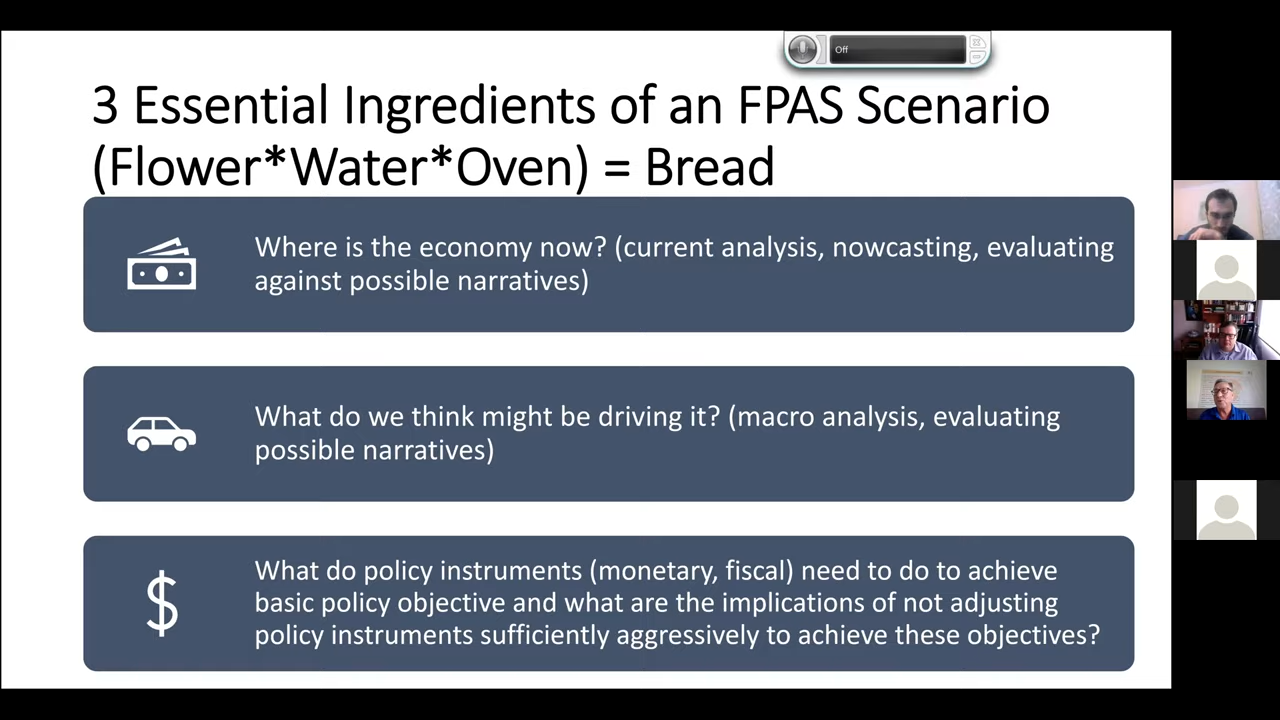 Off
3 Essential Ingredients of an FPAS Scenario
(Flower*Water*Oven) = Bread
Where is the economy now? (current analysis, nowcasting, evaluating
against possible narratives)
What do we think might be driving it? (macro analysis, evaluating
possible narratives)
$
What do policy instruments (monetary, fiscal) need to do to achieve
basic policy objective and what are the implications of not adjusting
policy instruments sufficiently aggressively to achieve these objectives?